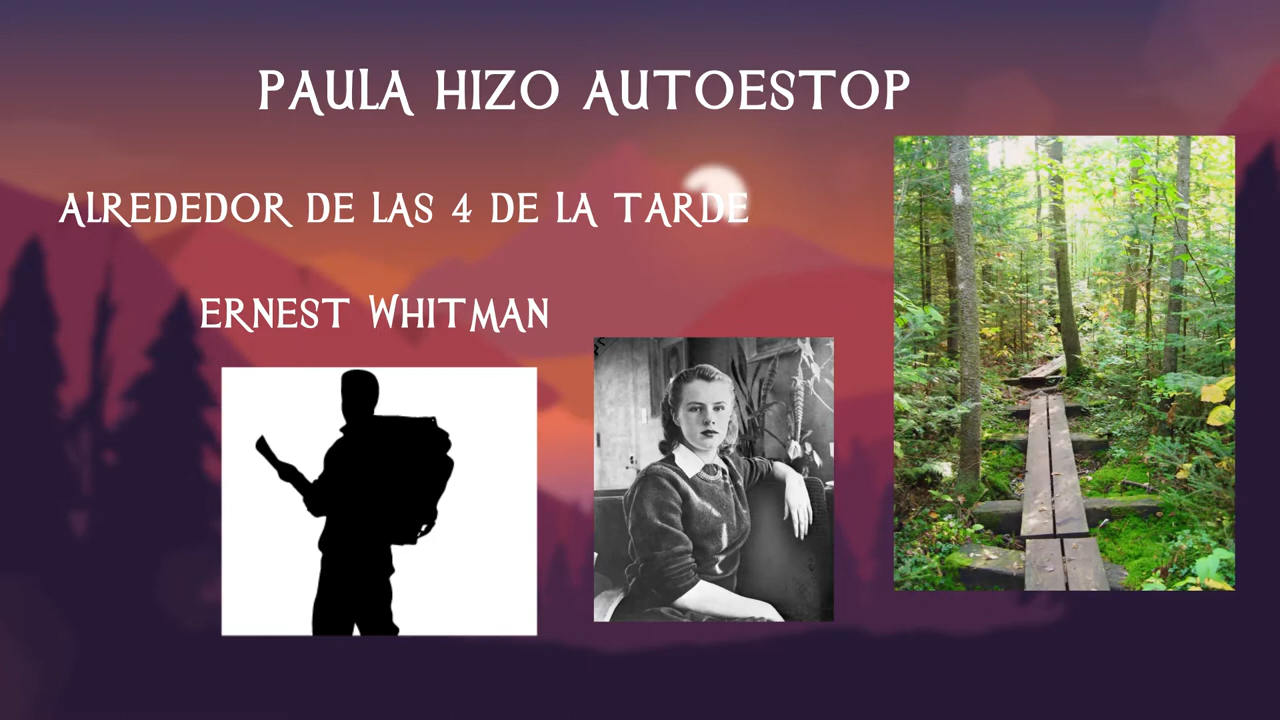 PAULA HIZO AUTOESTOP
ALREDEDOR DE LAS 4 DE LA TARDE
ERNEST WHITMAN